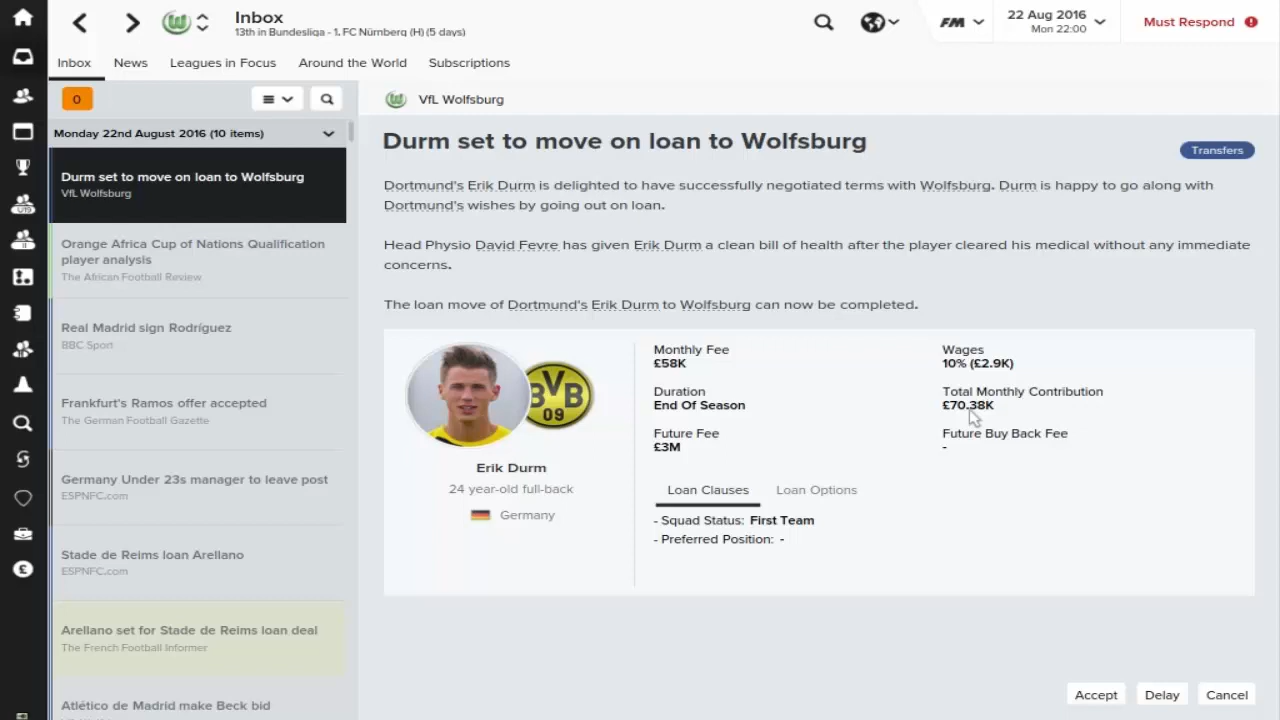 Inbox
13th in Bundesliga - 1. FC Nürnberg (H) (5 days)
FM
22 Aug 2016
Mon 22:00
Must Respond
Inbox
News
Leagues in Focus
Around the World
Subscriptions
0
Monday 22nd August 2016 (10 items)
Durm set to move on loan to Wolfsburg
VfL Wolfsburg
Orange Africa Cup of Nations Qualification
player analysis
The African Football Review
Real Madrid sign Rodríguez
BBC Sport
Frankfurt's Ramos offer accepted
The German Football Gazette
Germany Under 23s manager to leave post
ESPNFC.com
Stade de Reims loan Arellano
ESPNFC.com
Arellano set for Stade de Reims loan deal
The French Football Informer
Atlético de Madrid make Beck bid
VfL Wolfsburg
Durm set to move on loan to Wolfsburg
Transfers
Dortmund's Erik Durm is delighted to have successfully negotiated terms with Wolfsburg. Durm is happy to go along with
Dortmund's wishes by going out on loan.
Head Physio David Fevre has given Erik Durm a clean bill of health after the player cleared his medical without any immediate
concerns.
The loan move of Dortmund's Erik Durm to Wolfsburg can now be completed.
BVB
09
Erik Durm
24 year-old full-back
Germany
Monthly Fee
£58K
Wages
10% (£2.9K)
Duration
End Of Season
Total Monthly Contribution
£70.38K
Future Fee
£3M
Future Buy Back Fee
-
Loan Clauses
Loan Options
- Squad Status: First Team
- Preferred Position: -
Accept
Delay
Cancel
U19
II